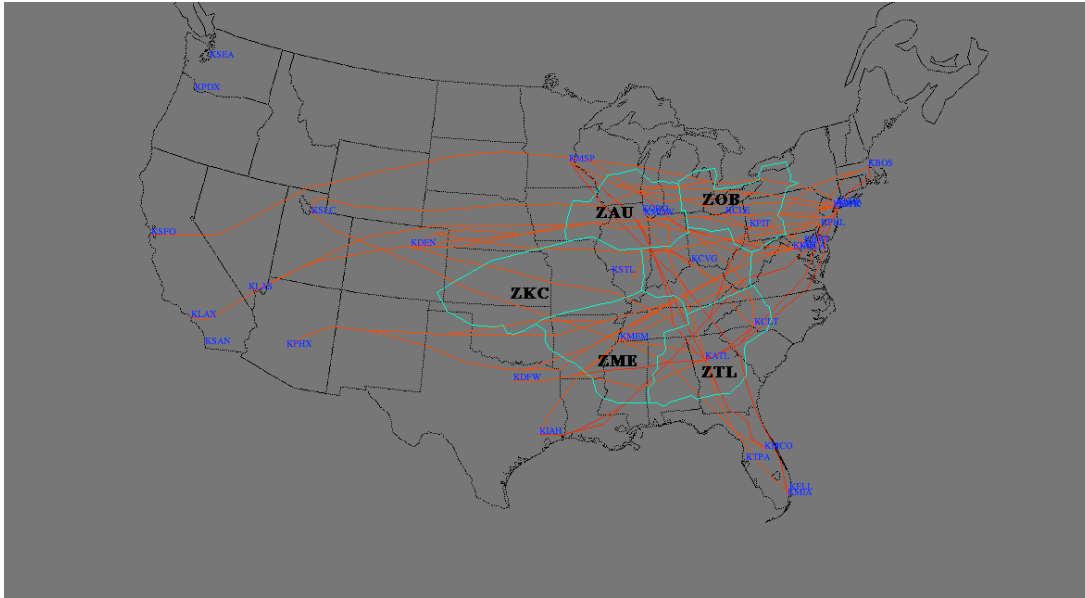 KSEA
KPDX
KMSP
KBOS
KSLC
ZAU
ZOB
KCLE
KPIT
KPHL
KSFO
KDEN
KCVG
KSTL
KLAS
ZKC
KLAX
KSAN
KPHX
KMEM
KCLT
ZME
KATL
ZTL
KDFW
KIAH
KMCO
KTPA
KFLL
KMIA